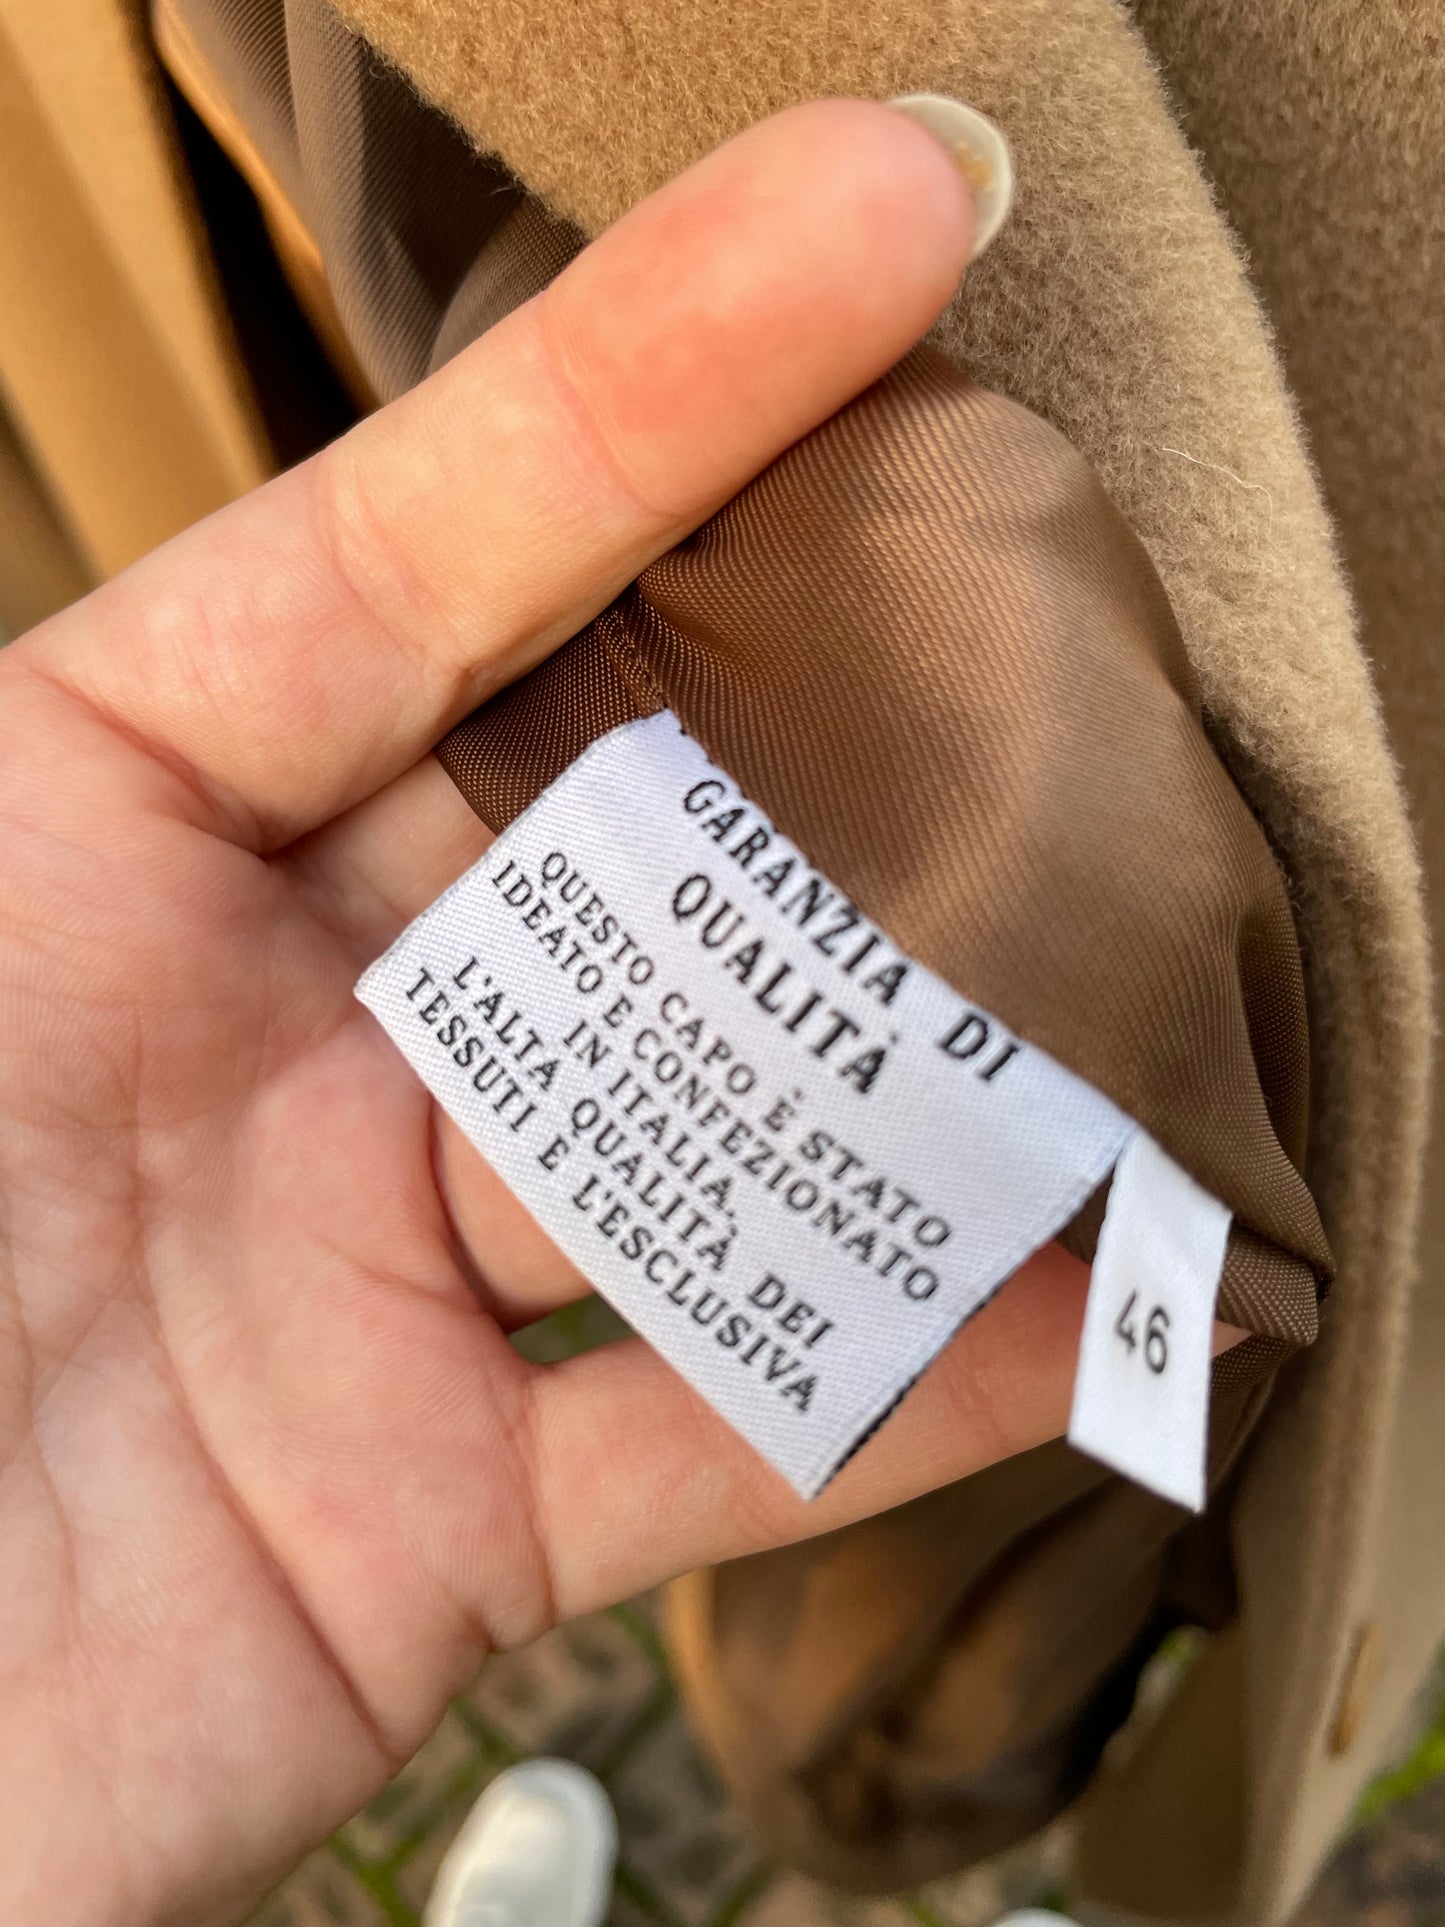 GARANZIA DI
QUALITÀ
QUESTO CAPO È STATO
IDEATO E CONFEZIONATO
IN ITALIA.
L'ALTA QUALITÀ DEI
TESSUTI E L'ESCLUSIVA
46